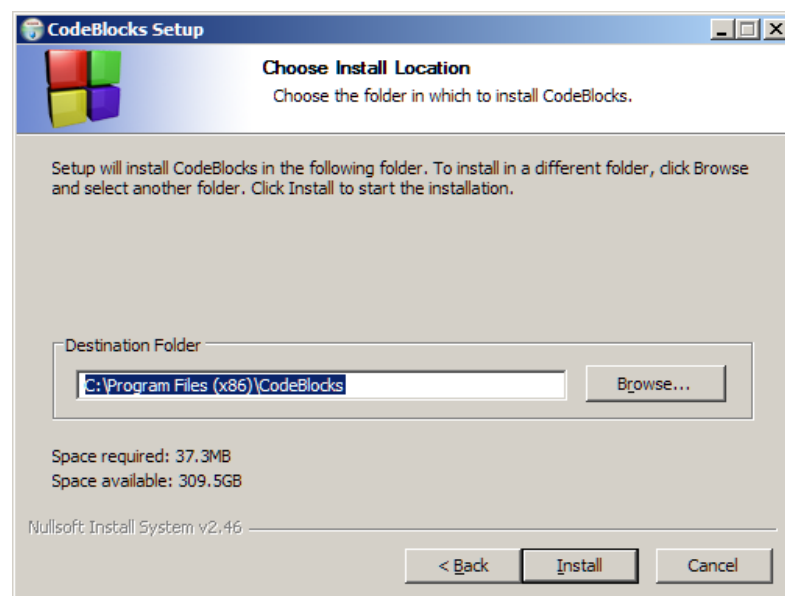 CodeBlocks Setup
Choose Install Location
Choose the folder in which to install CodeBlocks.
Setup will install CodeBlocks in the following folder. To install in a different folder, click Browse
and select another folder. Click Install to start the installation.
Destination Folder
C:\Program Files (x86)\CodeBlocks
Browse...
Space required: 37.3MB
Space available: 309.5GB
Nullsoft Install System v2.46
< Back
Install
Cancel